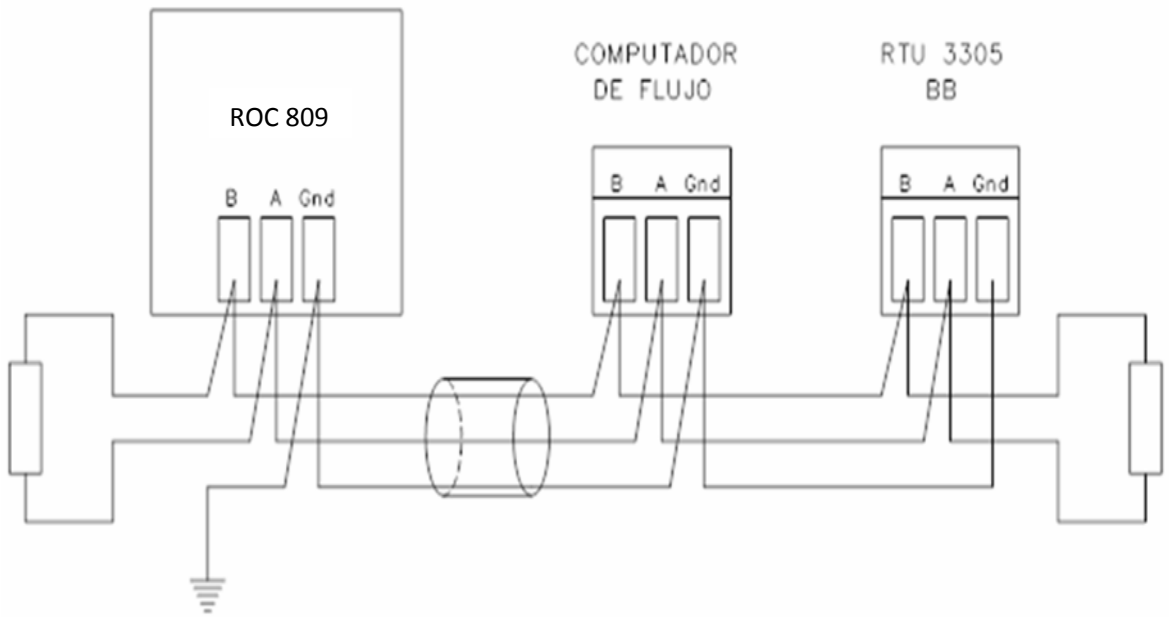 ROC 809
B A Gnd
COMPUTADOR
DE FLUJO
B A Gnd
RTU 3305
BB
B A Gnd